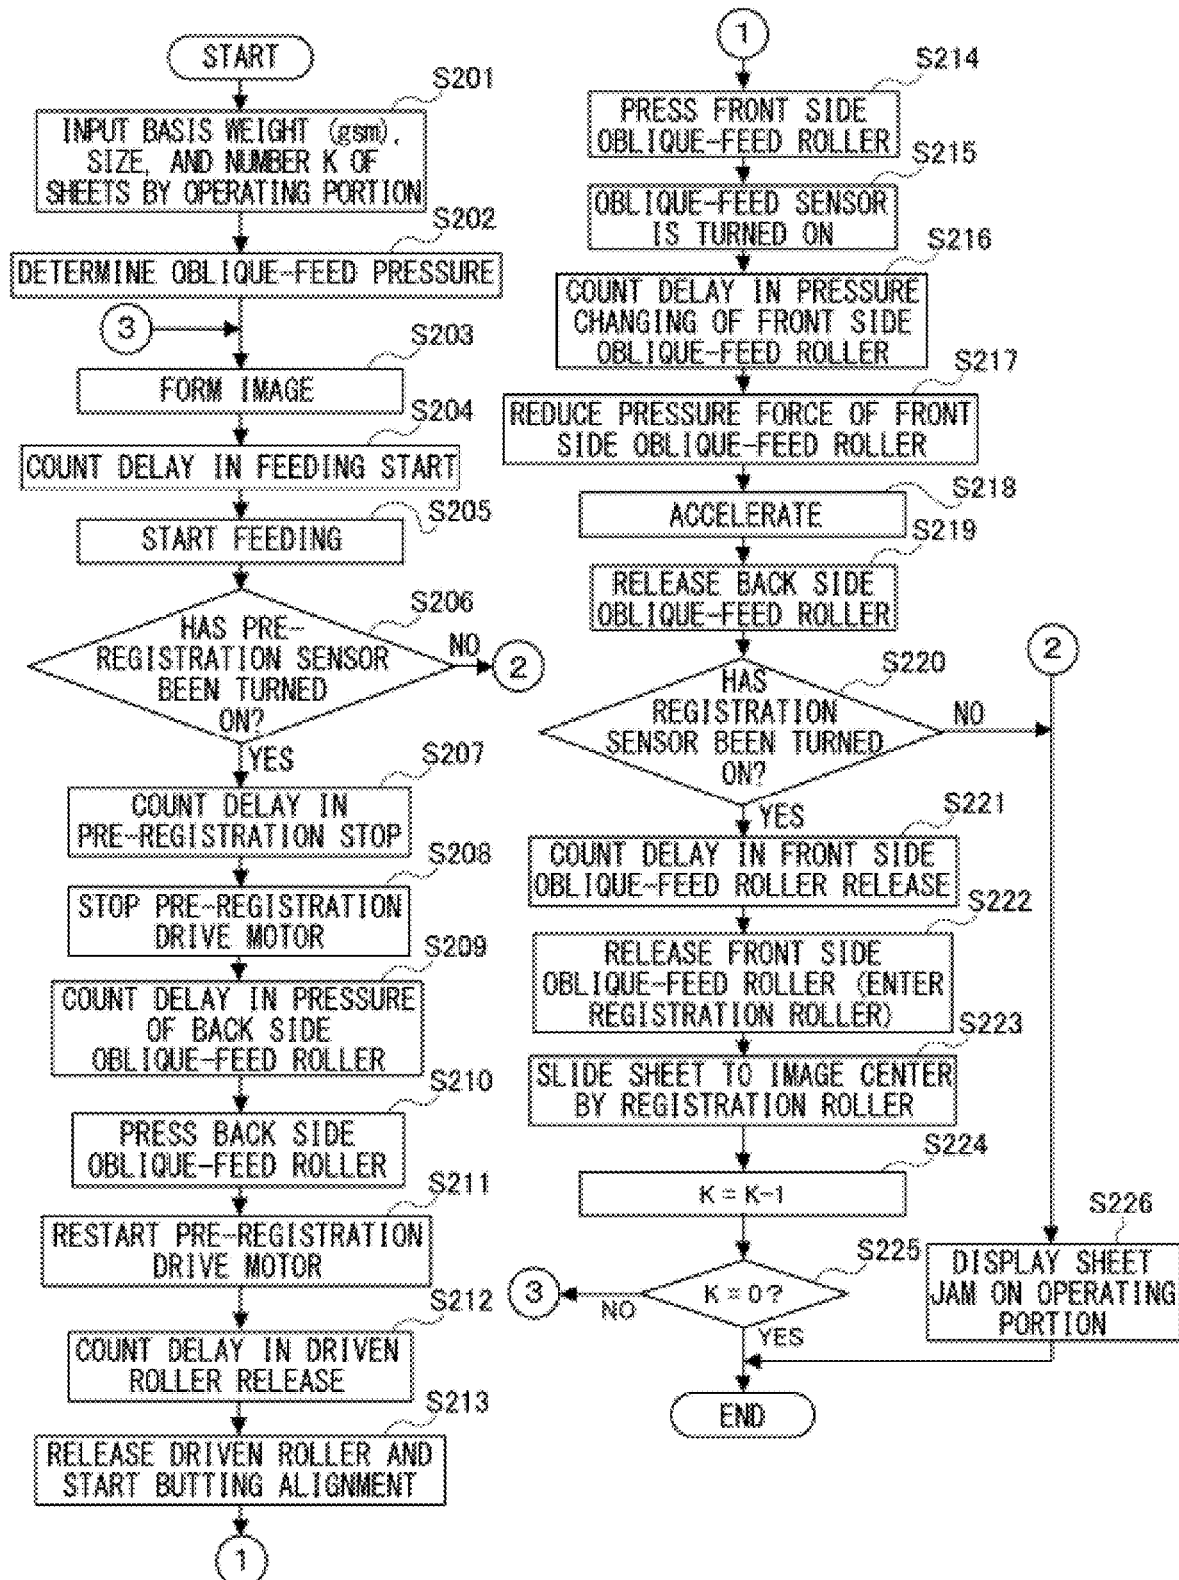 START
S201
INPUT BASIS WEIGHT (gsm),
SIZE, AND NUMBER K OF
SHEETS BY OPERATING PORTION
S202
DETERMINE OBLIQUE-FEED PRESSURE
3
S203
FORM IMAGE
S204
COUNT DELAY IN FEEDING START
S205
START FEEDING
S206
HAS PRE-
REGISTRATION SENSOR
BEEN TURNED
ON?
NO
2
YES
S207
COUNT DELAY IN
PRE-REGISTRATION STOP
S208
STOP PRE-REGISTRATION
DRIVE MOTOR
S209
COUNT DELAY IN PRESSURE
OF BACK SIDE
OBLIQUE-FEED ROLLER
S210
PRESS BACK SIDE
OBLIQUE-FEED ROLLER
S211
RESTART PRE-REGISTRATION
DRIVE MOTOR
S212
COUNT DELAY IN DRIVEN
ROLLER RELEASE
S213
RELEASE DRIVEN ROLLER AND
START BUTTING ALIGNMENT
1
1
S214
PRESS FRONT SIDE
OBLIQUE-FEED ROLLER
S215
OBLIQUE-FEED SENSOR
IS TURNED ON
S216
COUNT DELAY IN PRESSURE
CHANGING OF FRONT SIDE
OBLIQUE-FEED ROLLER
S217
REDUCE PRESSURE FORCE OF FRONT
SIDE OBLIQUE-FEED ROLLER
S218
ACCELERATE
S219
RELEASE BACK SIDE
OBLIQUE-FEED ROLLER
S220
HAS
REGISTRATION
SENSOR BEEN TURNED
ON?
NO
2
YES
S221
COUNT DELAY IN FRONT SIDE
OBLIQUE-FEED ROLLER RELEASE
S222
RELEASE FRONT SIDE
OBLIQUE-FEED ROLLER (ENTER
REGISTRATION ROLLER)
S223
SLIDE SHEET TO IMAGE CENTER
BY REGISTRATION ROLLER
S224
K = K-1
S225
K = 0?
NO
3
YES
S226
DISPLAY SHEET
JAM ON OPERATING
PORTION
END